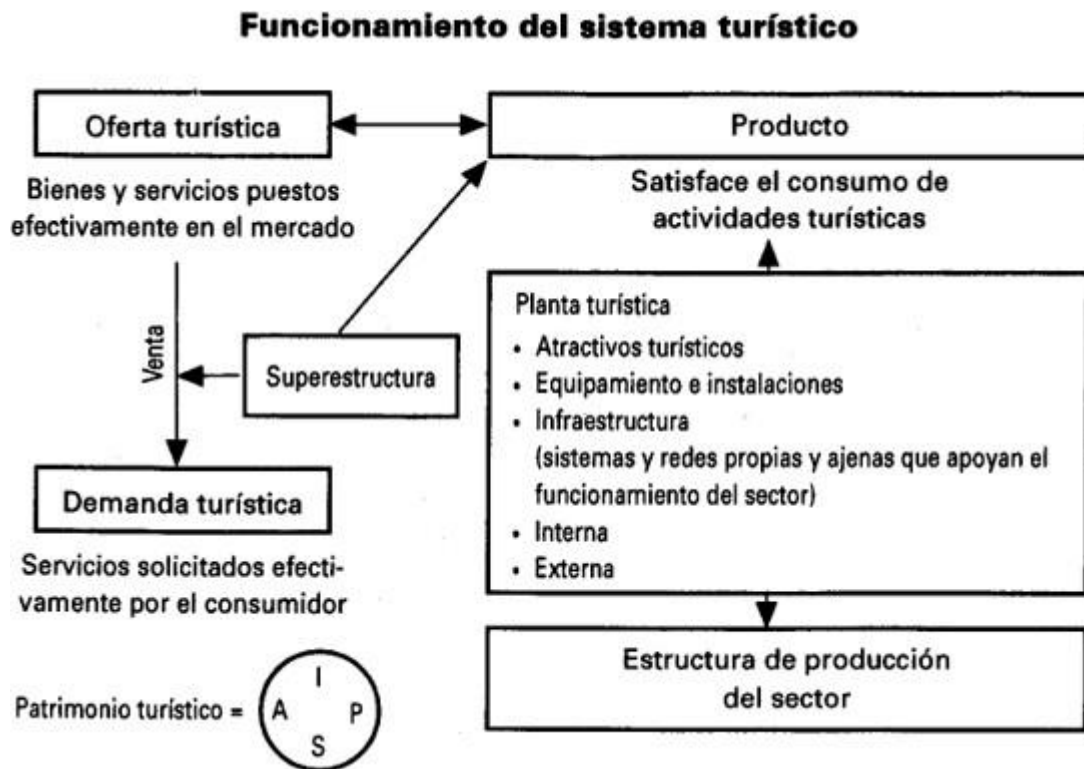 Funcionamiento del sistema turístico
Oferta turística
Bienes y servicios puestos
efectivamente en el mercado
Venta
Superestructura
Demanda turística
Servicios solicitados efecti-
vamente por el consumidor
Patrimonio turístico =
I
A P
S
Producto
Satisface el consumo de
actividades turísticas
Planta turística
• Atractivos turísticos
• Equipamiento e instalaciones
• Infraestructura
(sistemas y redes propias y ajenas que apoyan el
funcionamiento del sector)
• Interna
• Externa
Estructura de producción
del sector